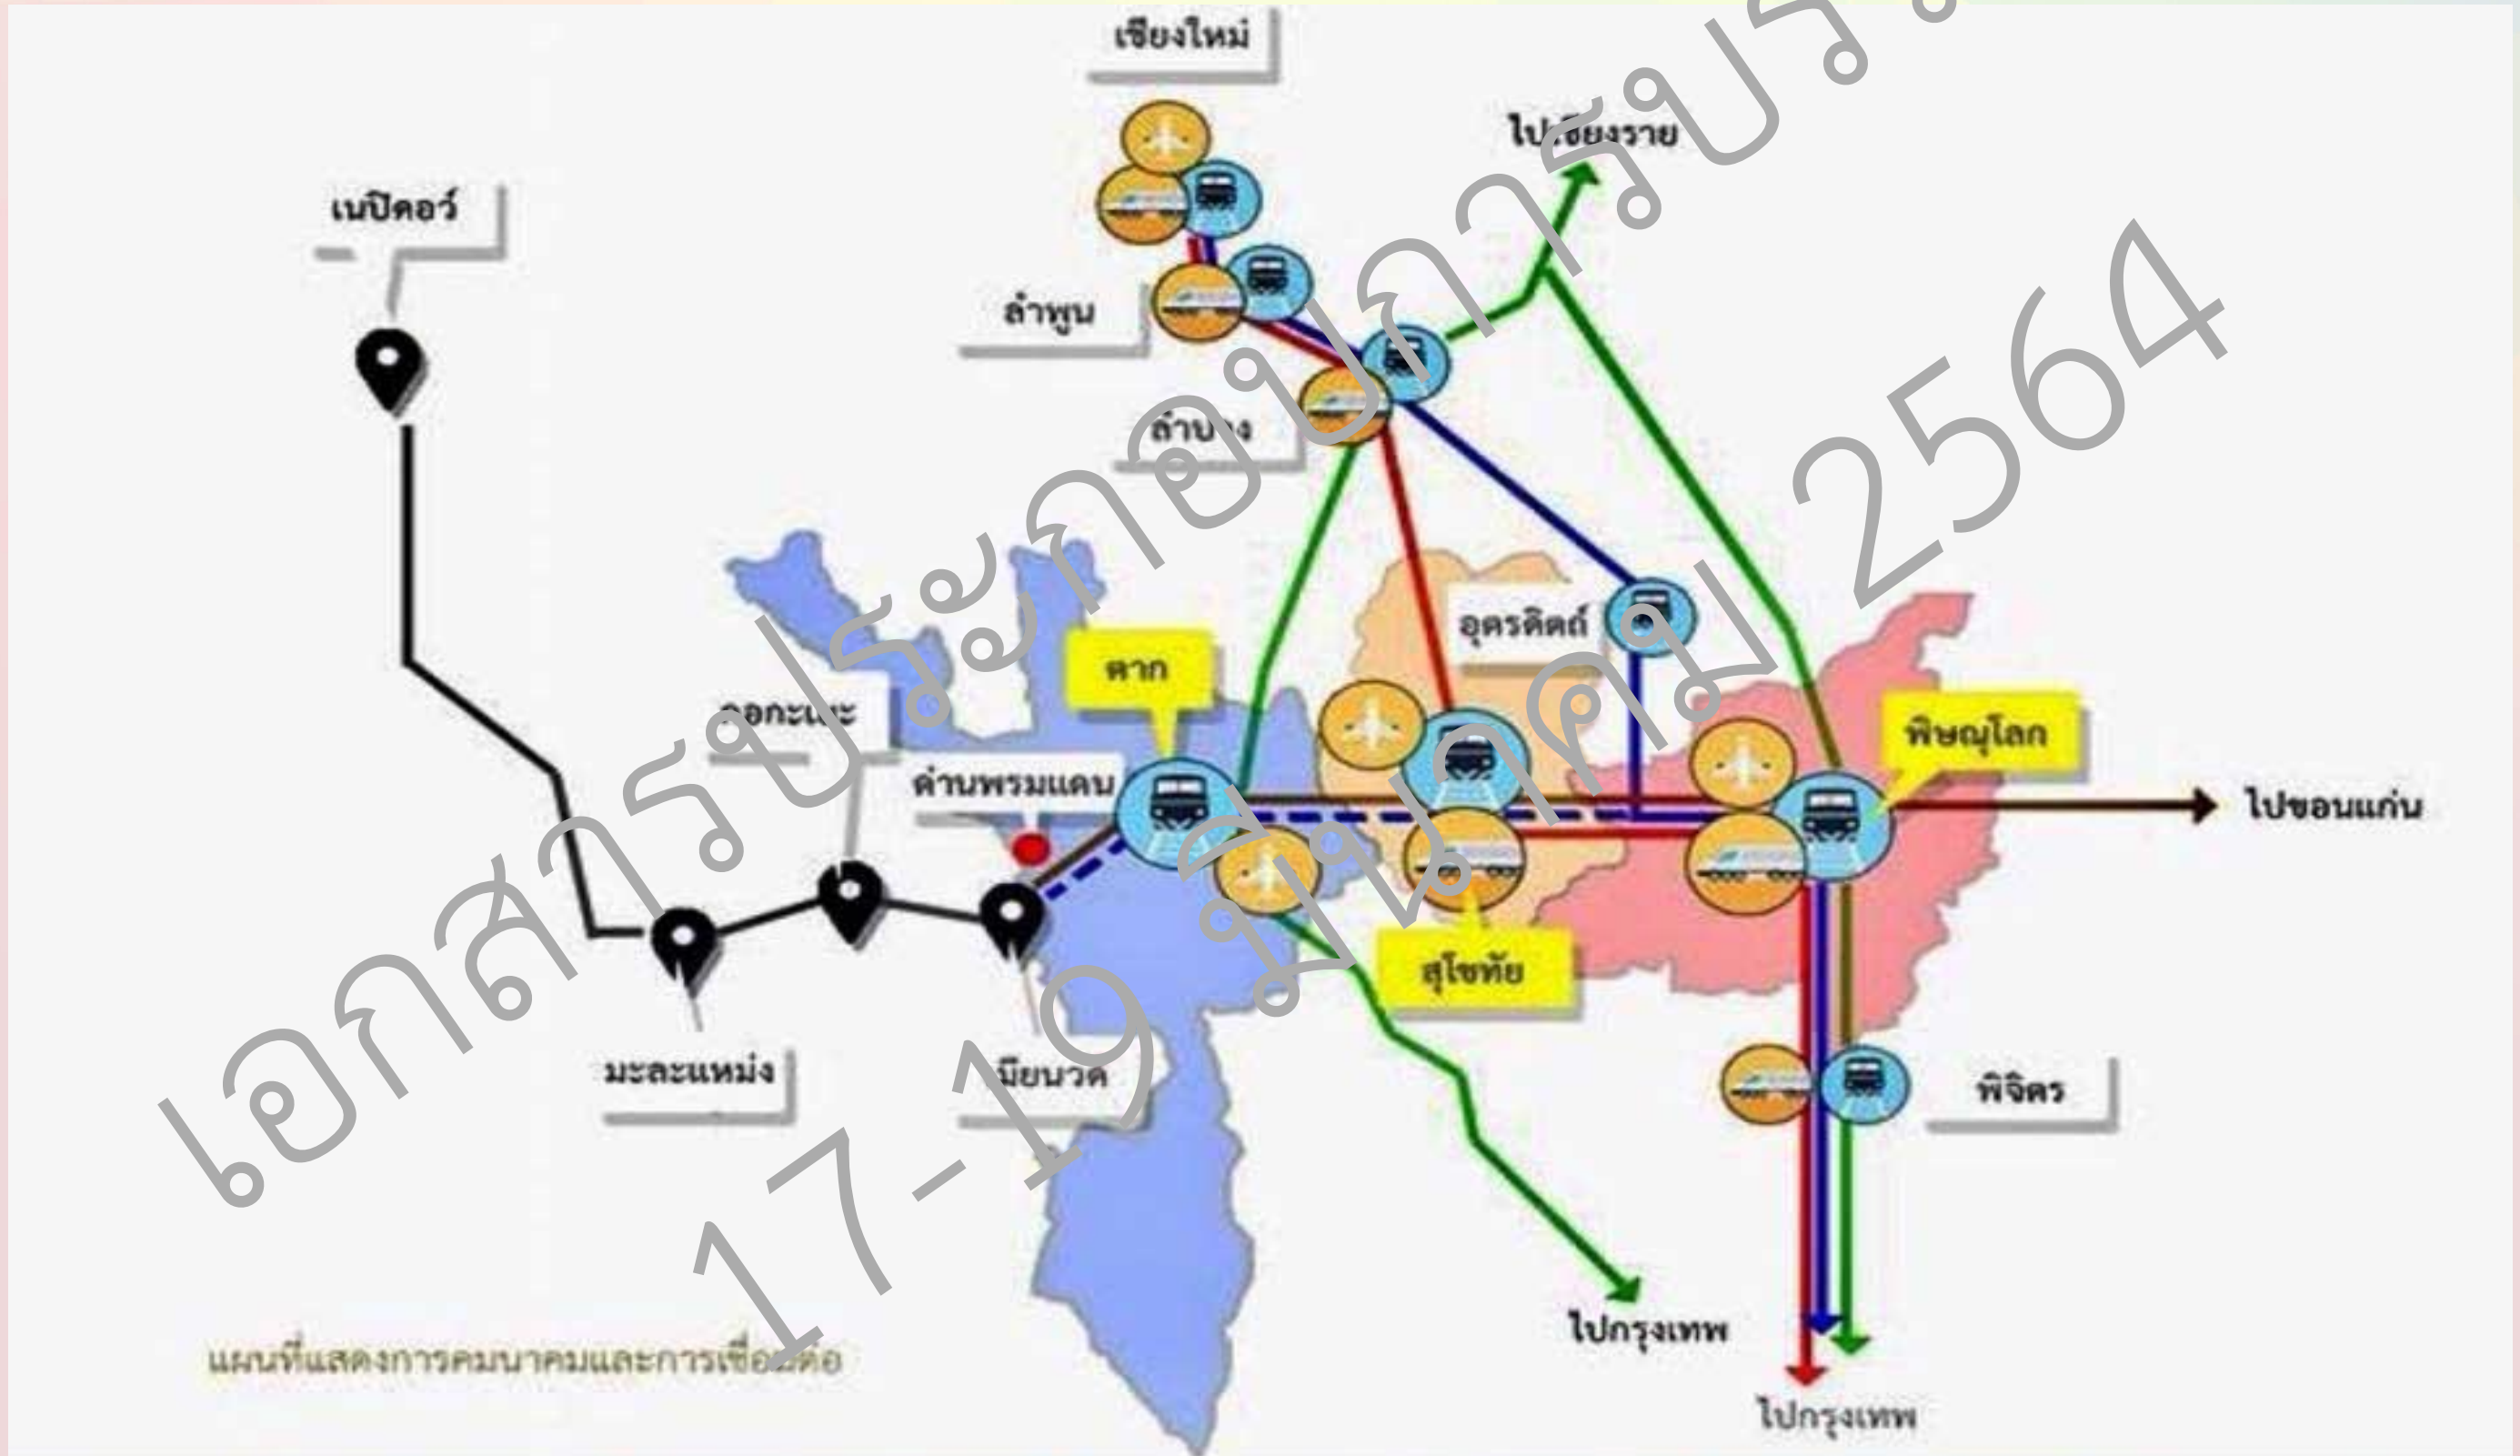 เชียงใหม่
ไปเชียงราย
เนปิดอว์
ลำพูน
ลำปาง
อุตรดิตถ์
ตาก
พิษณุโลก
ด่านพรมแดน
ไปขอนแก่น
สุโขทัย
มะละแหม่ง
เมียนวดี
พิจิตร
ไปกรุงเทพ
แผนที่แสดงการคมนาคมและการเชื่อมต่อ
ไปกรุงเทพ
เอกสารประกอบการประ
17-19 มีนาคม 2564